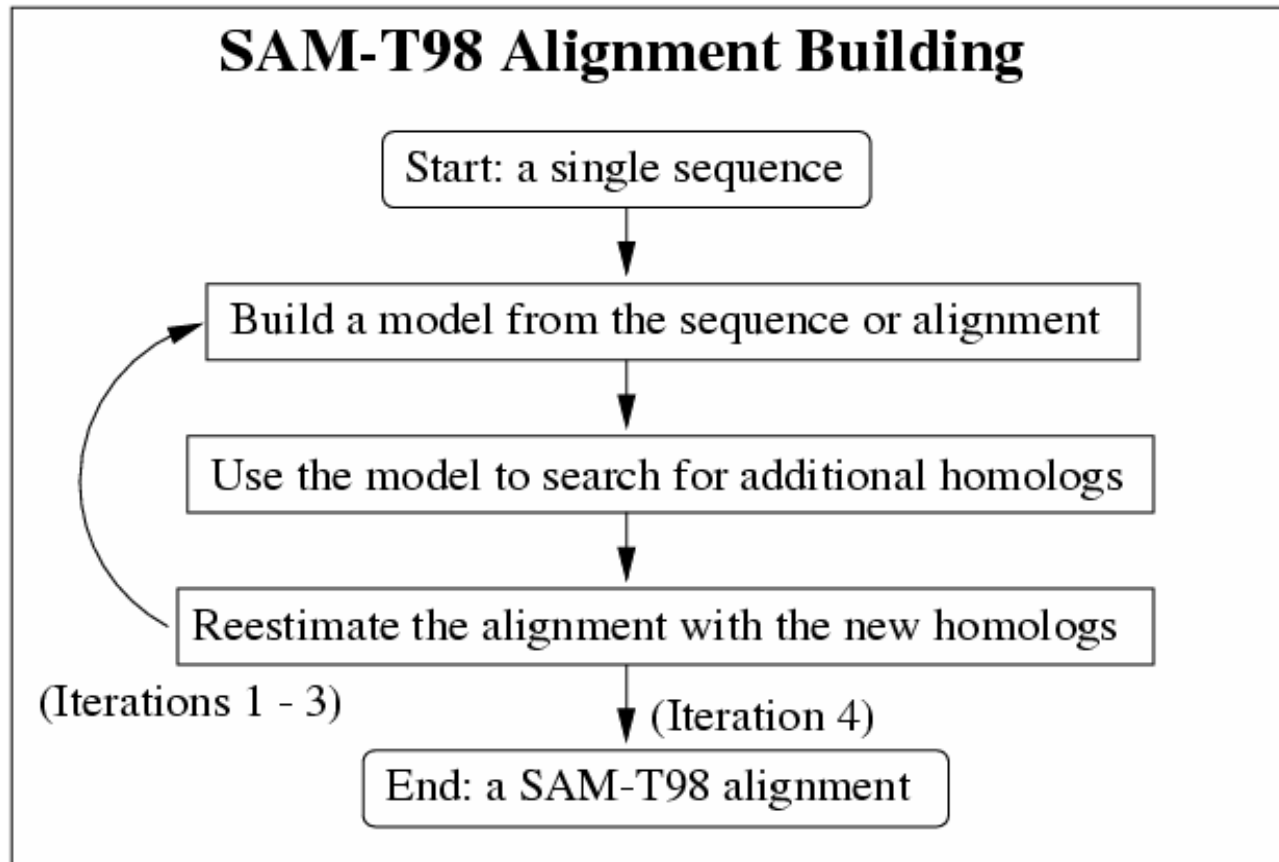 SAM-T98 Alignment Building
Start: a single sequence
Build a model from the sequence or alignment
Use the model to search for additional homologs
Reestimate the alignment with the new homologs
(Iterations 1 - 3)
(Iteration 4)
End: a SAM-T98 alignment